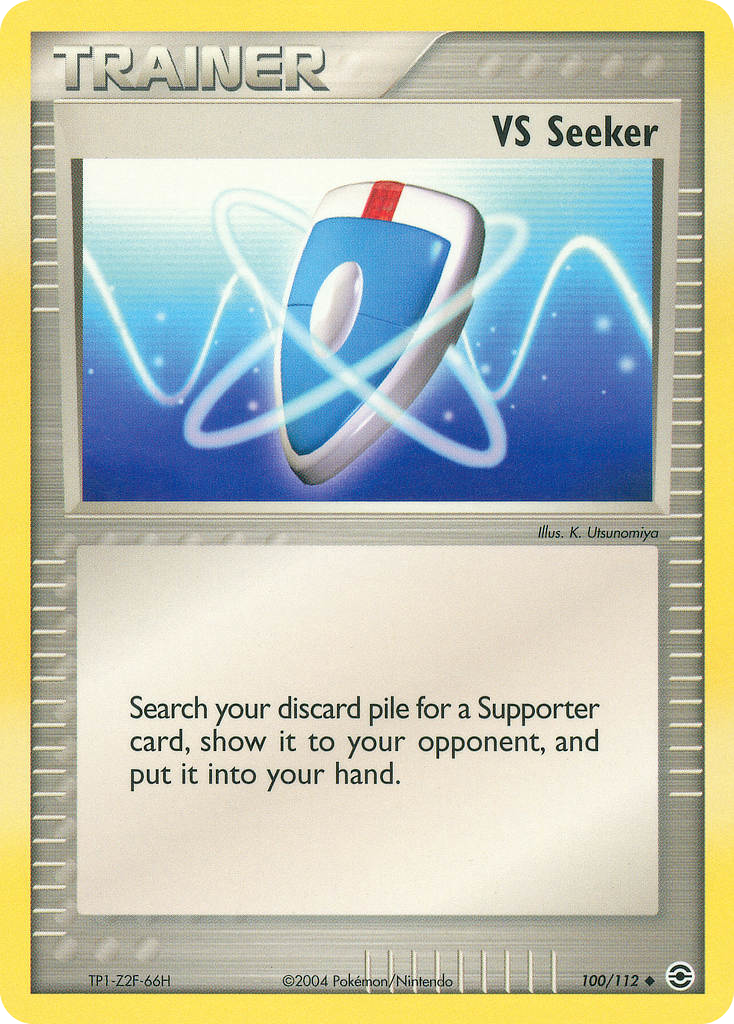 TRAINER
VS Seeker
Illus. K. Utsunomiya
Search your discard pile for a Supporter
card, show it to your opponent, and
put it into your hand.
TP1-Z2F-66H
©2004 Pokémon/Nintendo
100/112